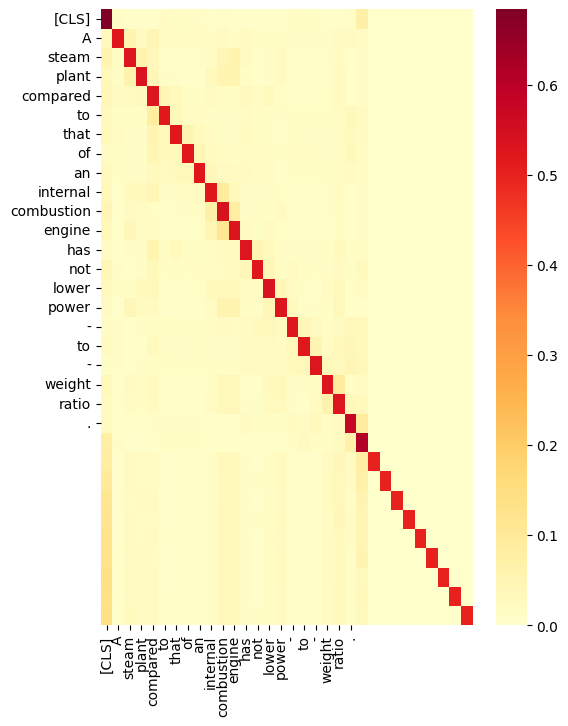 [CLS]
A
steam
plant
compared
to
that
of
an
internal
combustion
engine
has
not
lower
power
-
to
-
weight
ratio
.
[CLS]
A
steam
plant
compared
to
that
of
an
internal
combustion
engine
has
not
lower
power
-
to
-
weight
ratio
.
0.6
0.5
0.4
0.3
0.2
0.1
0.0